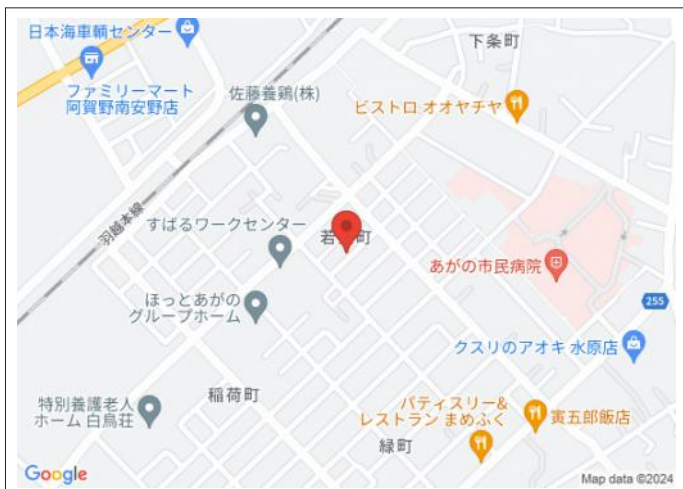 日本海車輌センター
下条町
ファミリーマート
阿賀野南安野店
佐藤養鶏(株)
ビストロ オオヤチヤ
羽越本線
すばるワークセンター
若
町
あがの市民病院
ほっとあがの
グループホーム
255
クスリのアオキ 水原店
稲荷町
特別養護老人
ホーム 白鳥荘
パティスリー&
レストラン まめふく
寅五郎飯店
緑町
Google
Map data ©2024